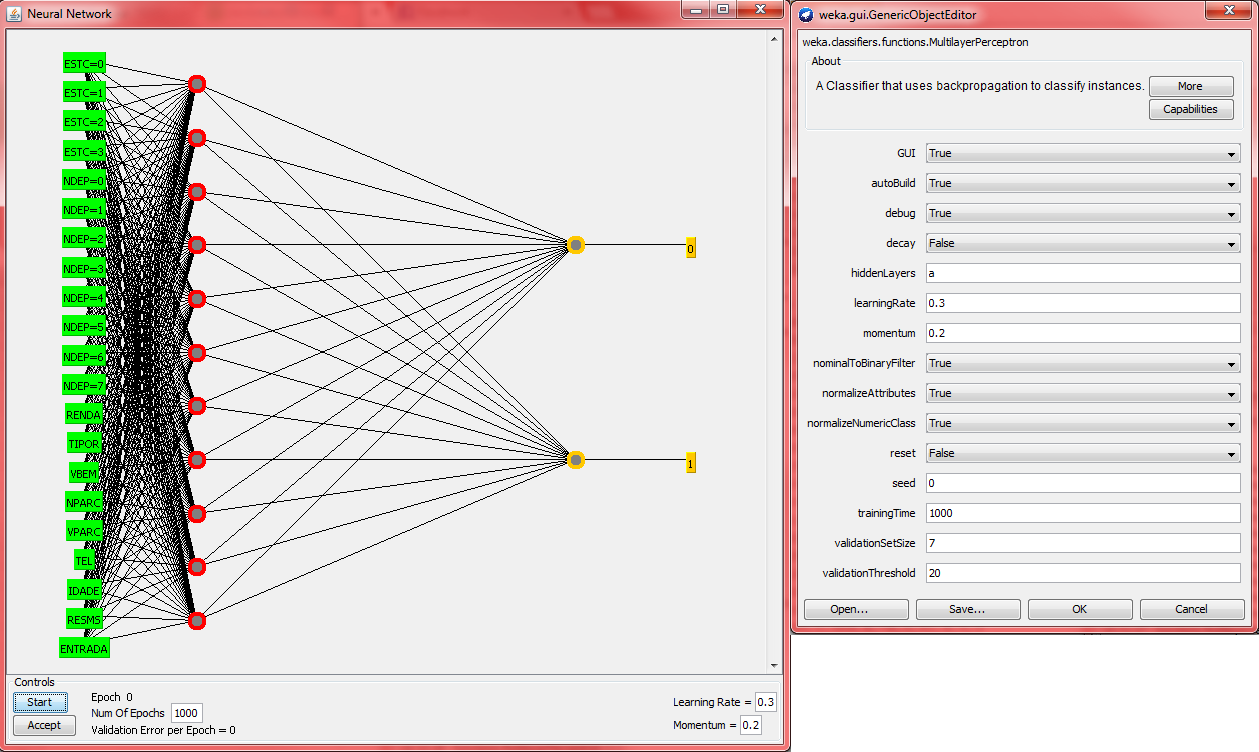 Neural Network
ESTC=0
ESTC=1
ESTC=2
ESTC=3
NDEP=0
NDEP=1
NDEP=2
NDEP=3
NDEP=4
NDEP=5
NDEP=6
NDEP=7
RENDA
TIPOR
VBEM
NPARC
VPARC
TEL
IDADE
RESMS
ENTRADA
0
1
Controls
Start
Accept
Epoch 0
Num Of Epochs 1000
Validation Error per Epoch = 0
Learning Rate = 0.3
Momentum = 0.2
weka.gui.GenericObjectEditor
weka.classifiers.functions.MultilayerPerceptron
About
A Classifier that uses backpropagation to classify instances.
More
Capabilities
GUI True
autoBuild True
debug True
decay False
hiddenLayers a
learningRate 0.3
momentum 0.2
nominalToBinaryFilter True
normalizeAttributes True
normalizeNumericClass True
reset False
seed 0
trainingTime 1000
validationSetSize 7
validationThreshold 20
Open... Save... OK Cancel